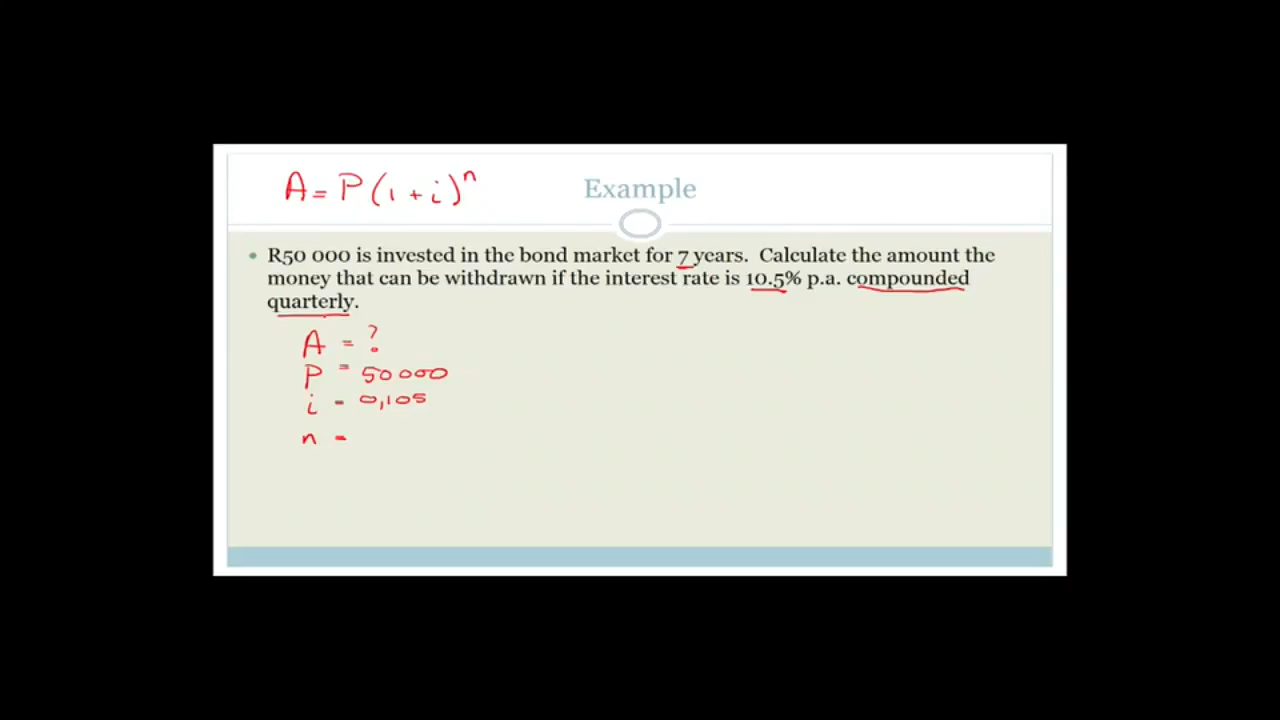 A = P(1 + i)^n
Example
• R50 000 is invested in the bond market for 7 years. Calculate the amount the
money that can be withdrawn if the interest rate is 10.5% p.a. compounded
quarterly.
A = ?
P = 50 000
i = 0,105
n =